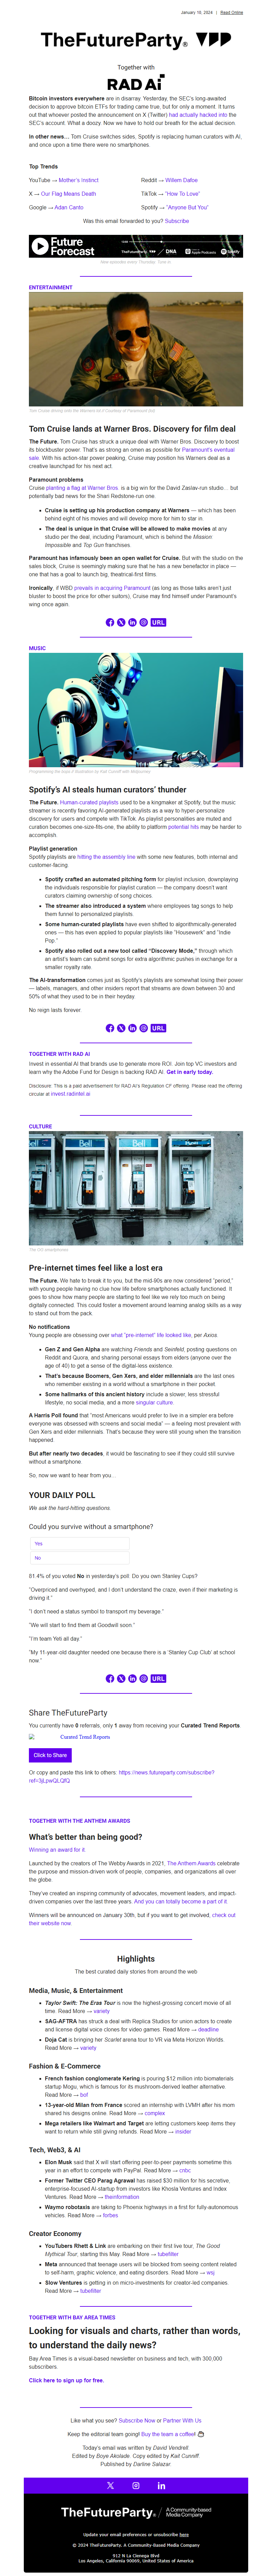 January 10, 2024 | Read Online
TheFutureParty®
Together with
RAD Ai
Bitcoin investors everywhere are in disarray. Yesterday, the SEC's long-awaited
decision to approve bitcoin ETFs for trading came true, but for only a moment. It turns
out that whoever posted the announcement on X (Twitter) had actually hacked into the
SEC's account. What a doozy. Now we have to hold our breath for the actual decision.
In other news… Tom Cruise switches sides, Spotify is replacing human curators with AI,
and open up a time portal to the pre-internet days.
Top Trends
YouTube → Mother's Instinct
Reddit → Willem Dafoe
X → Our Flag Means Death
TikTok → "How To Love"
Google → Adan Canto
Spotify → "Anyone But You"
Was this email forwarded to you? Subscribe
Future
Forecast
ENTERTAINMENT
Tom Cruise lands at Warner Bros. Discovery for film deal
The Future. Tom Cruise has struck a non-exclusive deal with Warner Bros. Discovery to boost
its blockbuster power. That's as strong an omen as possible for Paramount's eventual
sale. With his action-star power peaking, Cruise may position his Warners deal as a
creative launchpad for his next act.
Paramount problems
Cruise planting a flag at Warner Bros. is a big win for the David Zaslav-run studio… but
potentially bad news for the Shari Redstone-run one.
Cruise is setting up his production company at Warners — which has been
eight of his movies and will develop more for him to star in.
The deal is unique in that Cruise will be allowed to make movies at any
studio per the deal, including Paramount, which is behind the Mission
Impossible and Top Gun franchises.
Paramount has infamously been an open wallet for Cruise. But with the studio on the
sales block, Cruise seemingly made that he has a new benefactor in place —
one that has a goal to launch big, theatrical-first films.
Ironically, if WBD prevails in acquiring Paramount (as long as those talks aren't just
bluster to boost the price for other suitors), Cruise may find himself under Paramount's
wing once again.
URL
MUSIC
Spotify's AI steals human curators' thunder
The Future. Human-curated playlists used to be a kingmaker at Spotify, but the music
streamer is recently favoring AI-generated playlists to hyper-personalize
discovery for users and compete with TikTok. As playlist personalities are
curators becomes one-size-fits-one, the ability to platform potential hits may be harder to
accomplish.
Playlist generation
Spotify playlists are hitting the assembly line with some new features, both internal and
customer-facing.
Spotify crafted an automated pitching form for playlist inclusion, downplaying
the individuals responsible for playlist curation — the company doesn't want
curators claiming ownership of song choices.
The streamer also introduced a system where employees tag songs to help
them funnel to personalized playlists.
Some human-curated playlists have even become algorithmically-generated
ones — this has even applied to popular playlists like "Housewerk" and "Indie
Pop."
Spotify also rolled out a new tool called "Discovery Mode," through which
an artist's team can submit songs for extra algorithmic pushes in exchange for a
smaller royalty rate.
The AI-transformation comes just as Spotify's playlists are somewhat losing their power
— labels, managers, and other insiders report that streams are down between 30 and
50% of what they used to be in their heyday.
No reign lasts forever.
URL
TOGETHER WITH RAD AI
Invest in essential AI that brands use to generate more ROI. Join top VC investors and
learn why the Adobe Fund for Design is backing RAD AI. Get in early today.
Disclosure: This is a paid advertisement for RAD AI's Regulation CF offering. Please read the offering
circular at invest.radintel.ai
CULTURE
Pre-internet times feel like a lost era
The Future. We hate to break it to you, but the mid-90s are now considered "period,"
with young people having no clue how life worked before the smartphone. But given the
goes to show how many people are starting to feel like we rely too much on being
digitally connected. This could foster a movement around learning analog skills as a way
to stand out from the pack.
No notifications
Young people are obsessing over what "pre-internet" life looked like, per Axios.
Gen Z and Gen Alpha are watching Friends and Seinfeld, posting questions on
Reddit and Quora, and sharing personal essays from elders (anyone over the
age of 40) to get a sense of the digital-less existence.
That's because Boomers, Gen Xers, and elder millennials are the last ones
who remember existing in a world without a smartphone in their pocket.
Some hallmarks of this ancient history include a slower, less stressful
lifestyle, no social media, and a more singular culture.
A Harris Poll found that "most Americans would prefer to live in a simpler era before
everyone was obsessed with screens and social media" — a feeling most prevalent with
Gen Xers and elder millennials. That's because they were still young when the transition
happened.
But after nearly two decades, it would be fascinating to see if they could still survive
without a smartphone.
So, now we want to hear from you…
YOUR DAILY POLL
We ask the hard-hitting questions.
Could you survive without a smartphone?
Yes
No
81.4% of you voted No in yesterday's poll: Do you own Stanley Cups?
"Overpriced and overhyped, and I don't understand the craze, even if their marketing is
driving it."
"I don't need a status symbol to transport my beverage."
"We will start to find them at Goodwill soon."
"I'm team Yeti all day."
"My 11-year-old daughter needed one because there is a 'Stanley Cup Club' at school
now."
URL
Share TheFutureParty
You currently have 0 referrals, only 1 away from receiving your Curated Trend Reports.
Curated Trend Reports
Click to Share
Or copy and paste this link to others: https://news.futureparty.com/subscribe?
ref=3jLpwQLQfQ
TOGETHER WITH THE ANTHEM AWARDS
What's better than being good?
Winning an award for it.
Launched by the creators of The Webby Awards in 2021, The Anthem Awards celebrate
the purpose and mission-driven work of people, companies, and organizations all over
the globe.
They've created an inspiring community of advocates, movement leaders, and impact-
driven companies over the last three years. And you can totally become a part of it.
Winners will be announced on January 30th, but if you want to get involved, check out
their website now.
Highlights
The best curated daily stories from around the web
Media, Music, & Entertainment
Taylor Swift: The Eras Tour is now the highest-grossing concert movie of all
time. Read More → variety
SAG-AFTRA has struck a deal with Replica Studios for union actors to create
and license digital voice clones for video games. Read More → deadline
Doja Cat is bringing her Scarlet arena tour to VR via Meta Horizon Worlds.
Read More → variety
Fashion & E-Commerce
French fashion conglomerate Kering is pouring $12 million into biomaterials
startup Mogu, which is famous for its mushroom-derived leather alternative.
Read More → bof
13-year-old Milan from France scored an internship with LVMH after mom
shared his designs online. Read More → complex
Mega retailers like Walmart and Target are letting customers keep items they
want to return while still giving refunds. Read More → insider
Tech, Web3, & AI
Elon Musk said that X will start offering peer-to-peer payments sometime this
year in an effort to compete with PayPal. Read More → cnbc
Former Twitter CEO Parag Agrawal has raised $30 million for his secretive,
enterprise-focused AI-startup from investors like Khosla Ventures and Index
Ventures. Read More → theinformation
Waymo robotaxis are taking to Phoenix highways in a first for fully-autonomous
vehicles. Read More → forbes
Creator Economy
YouTubers Rhett & Link are embarking on their first live tour, The Good
Mythical Tour, starting this May. Read More → tubefilter
Meta announced that teenage users will be blocked from seeing content related
to self-harm, graphic violence, and eating disorders. Read More → wsj
Slow Ventures is getting in on micro-investments for creator-led companies.
Read More → tubefilter
TOGETHER WITH BAY AREA TIMES
Looking for visuals and charts, rather than words,
to understand the daily news?
Bay Area Times is a visual-based newsletter on business and tech, with 300,000
subscribers.
Click here to sign up for free.
Like what you see? Subscribe Now or Partner With Us
Keep the editorial team going! Buy the team a coffee!
Today's email was written by David Vendrell.
Edited by Boye Akolade. Copy edited by Kait Cunniff.
Published by Darline Salazar.
TheFutureParty. A Community-based
Media Company
Update your email preferences or unsubscribe here
© 2024 TheFutureParty. A Community-Based Media Company
912 N La Cienega Blvd
Los Angeles, California 90069, United States of America